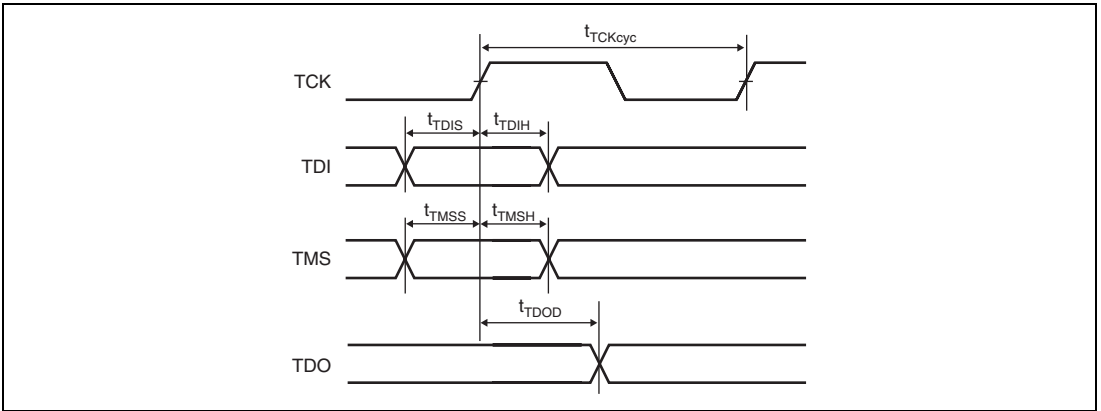 tTCKcyc
TCK
tTDIS tTDIH
TDI
tTMSS tTMSH
TMS
tTDOD
TDO